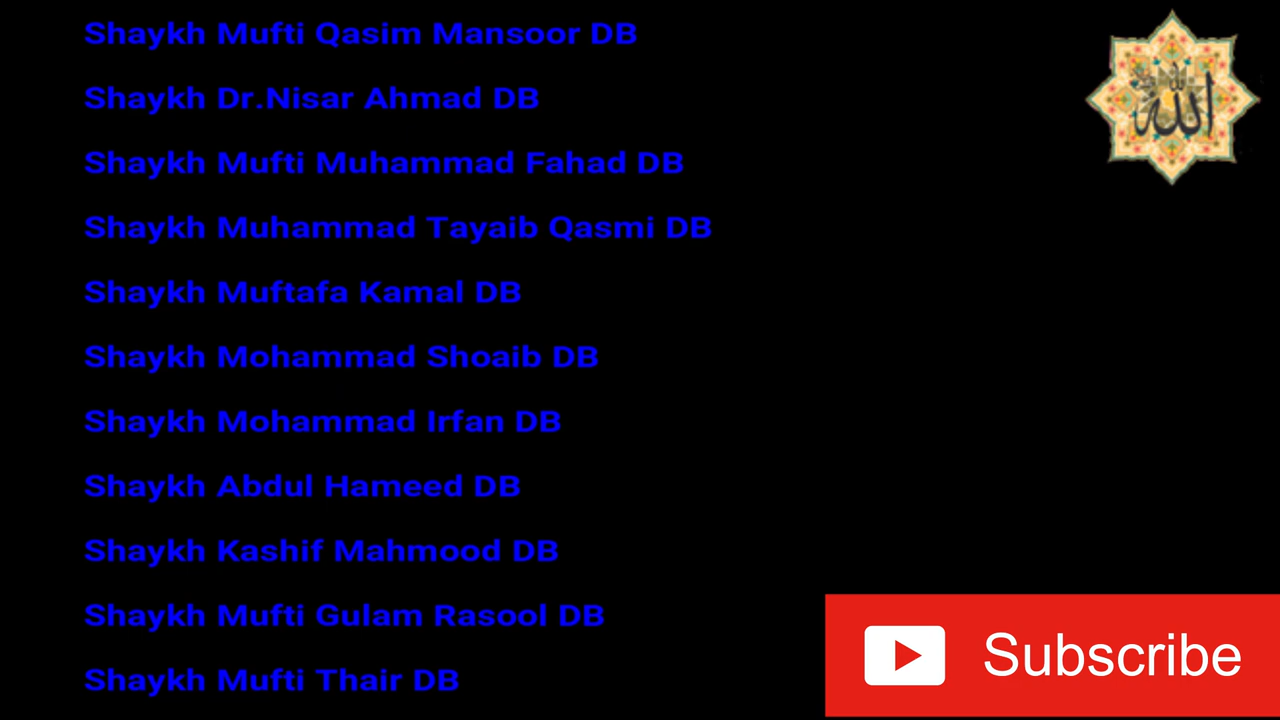 Shaykh Mufti Qasim Mansoor DB
Shaykh Dr.Nisar Ahmad DB
Shaykh Mufti Muhammad Fahad DB
Shaykh Muhammad Tayaib Qasmi DB
Shaykh Muftafa Kamal DB
Shaykh Mohammad Shoaib DB
Shaykh Mohammad Irfan DB
Shaykh Abdul Hameed DB
Shaykh Kashif Mahmood DB
Shaykh Mufti Gulam Rasool DB
Shaykh Mufti Thair DB
الله
Subscribe